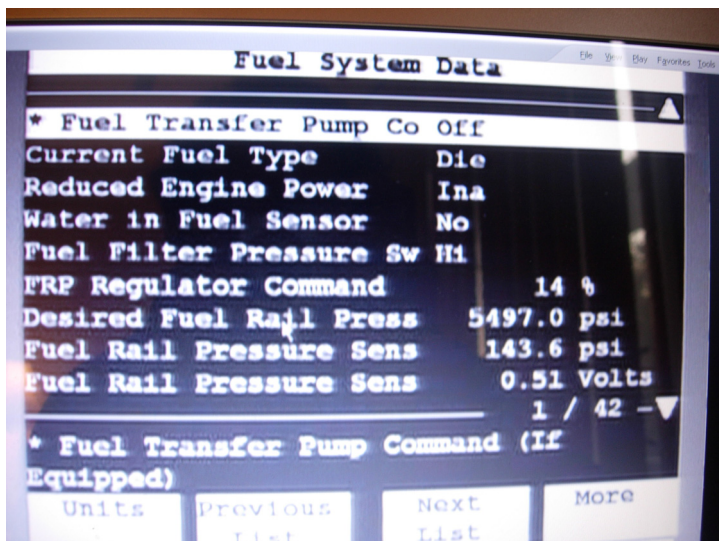 File View Play Favorites Tools
Fuel System Data
* Fuel Transfer Pump Co Off
Current Fuel Type Die
Reduced Engine Power Ina
Water in Fuel Sensor No
Fuel Filter Pressure Sw Hi
FRP Regulator Command 14 %
Desired Fuel Rail Press 5497.0 psi
Fuel Rail Pressure Sens 143.6 psi
Fuel Rail Pressure Sens 0.51 Volts
1 / 42 -
* Fuel Transfer Pump Command (If
Equipped)
Units Previous Next More
List List